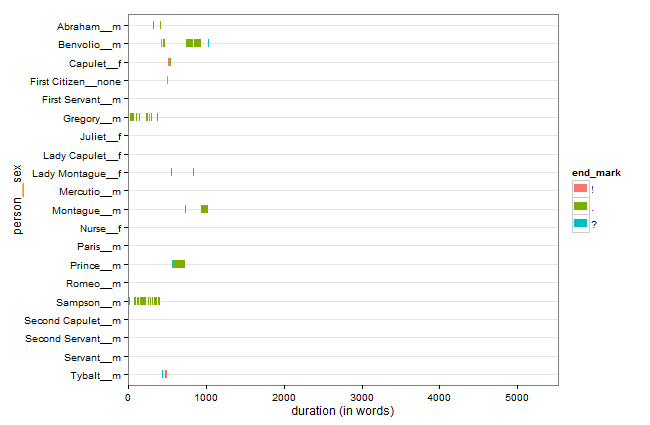 Abraham__m
Benvolio__m
Capulet__f
First Citizen__none
First Servant__m
Gregory__m
Juliet__f
Lady Capulet__f
Lady Montague__f
Mercutio__m
Montague__m
Nurse__f
Paris__m
Prince__m
Romeo__m
Sampson__m
Second Capulet__m
Second Servant__m
Servant__m
Tybalt__m
person__sex
0 1000 2000 3000 4000 5000
duration (in words)
end_mark
!
.
?